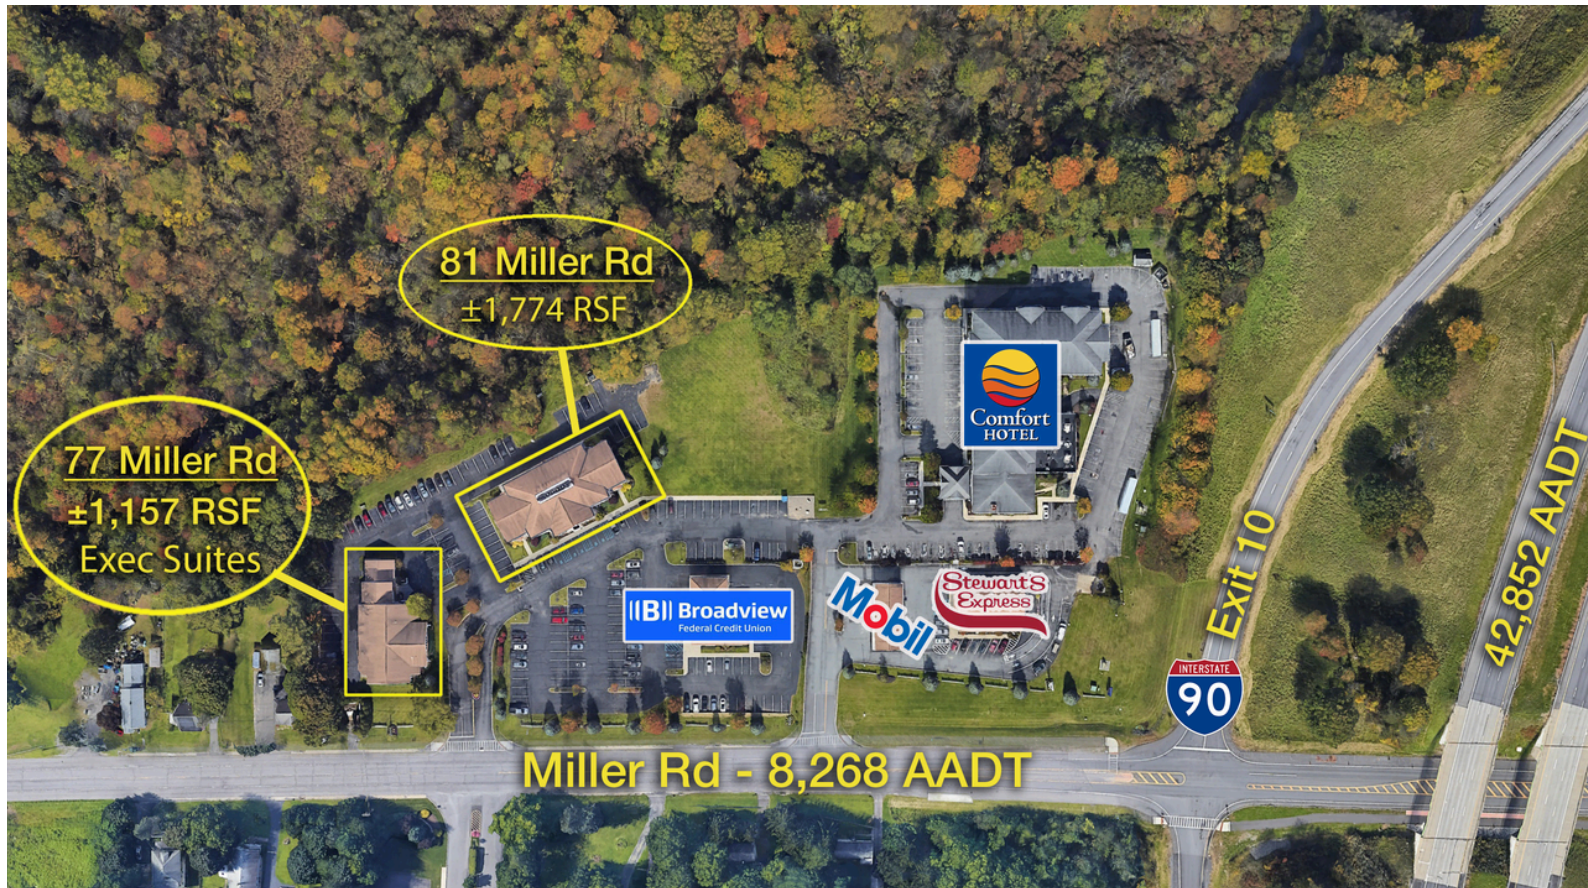 81 Miller Rd
±1,774 RSF
77 Miller Rd
±1,157 RSF
Exec Suites
Comfort
HOTEL
((B)) Broadview
Federal Credit Union
Mobil
Stewart's
Express
Exit 10
INTERSTATE
90
42,852 AADT
Miller Rd - 8,268 AADT